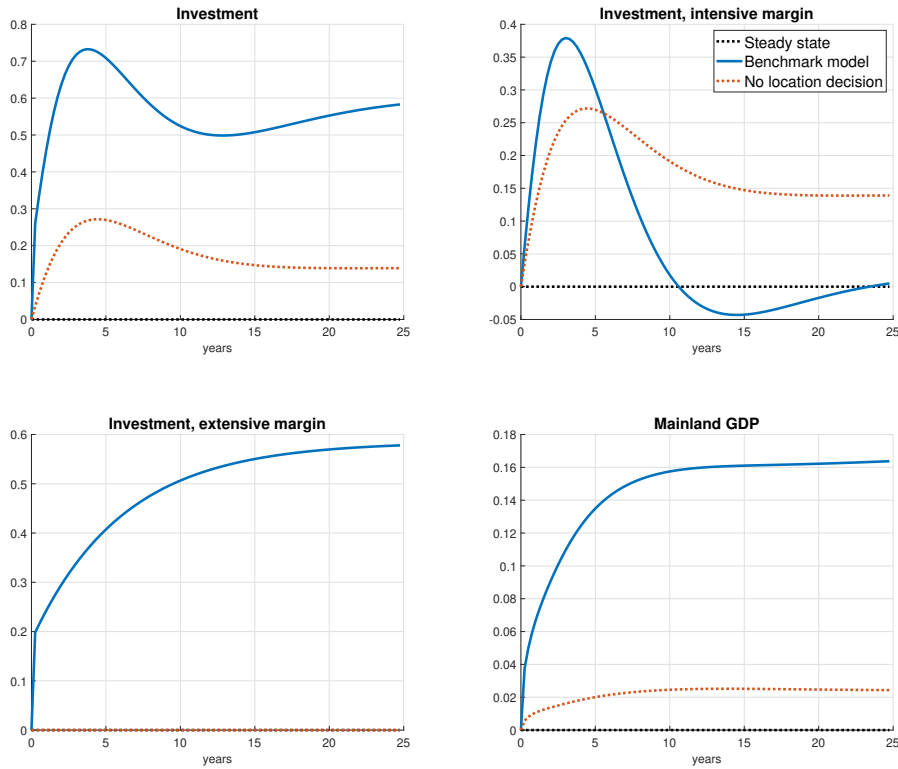 Investment
0.8
0.7
0.6
0.5
0.4
0.3
0.2
0.1
0
0 5 10 15 20 25
years
Investment, intensive margin
0.4
0.35
0.3
0.25
0.2
0.15
0.1
0.05
0
-0.05
0 5 10 15 20 25
years
Steady state
Benchmark model
No location decision
Investment, extensive margin
0.6
0.5
0.4
0.3
0.2
0.1
0
0 5 10 15 20 25
years
Mainland GDP
0.18
0.16
0.14
0.12
0.1
0.08
0.06
0.04
0.02
0
0 5 10 15 20 25
years